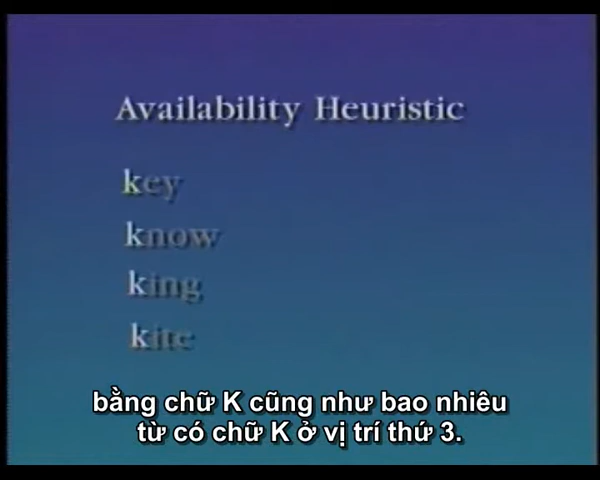 Availability Heuristic
key
know
king
kite
bằng chữ K cũng như bao nhiêu
từ có chữ K ở vị trí thứ 3.